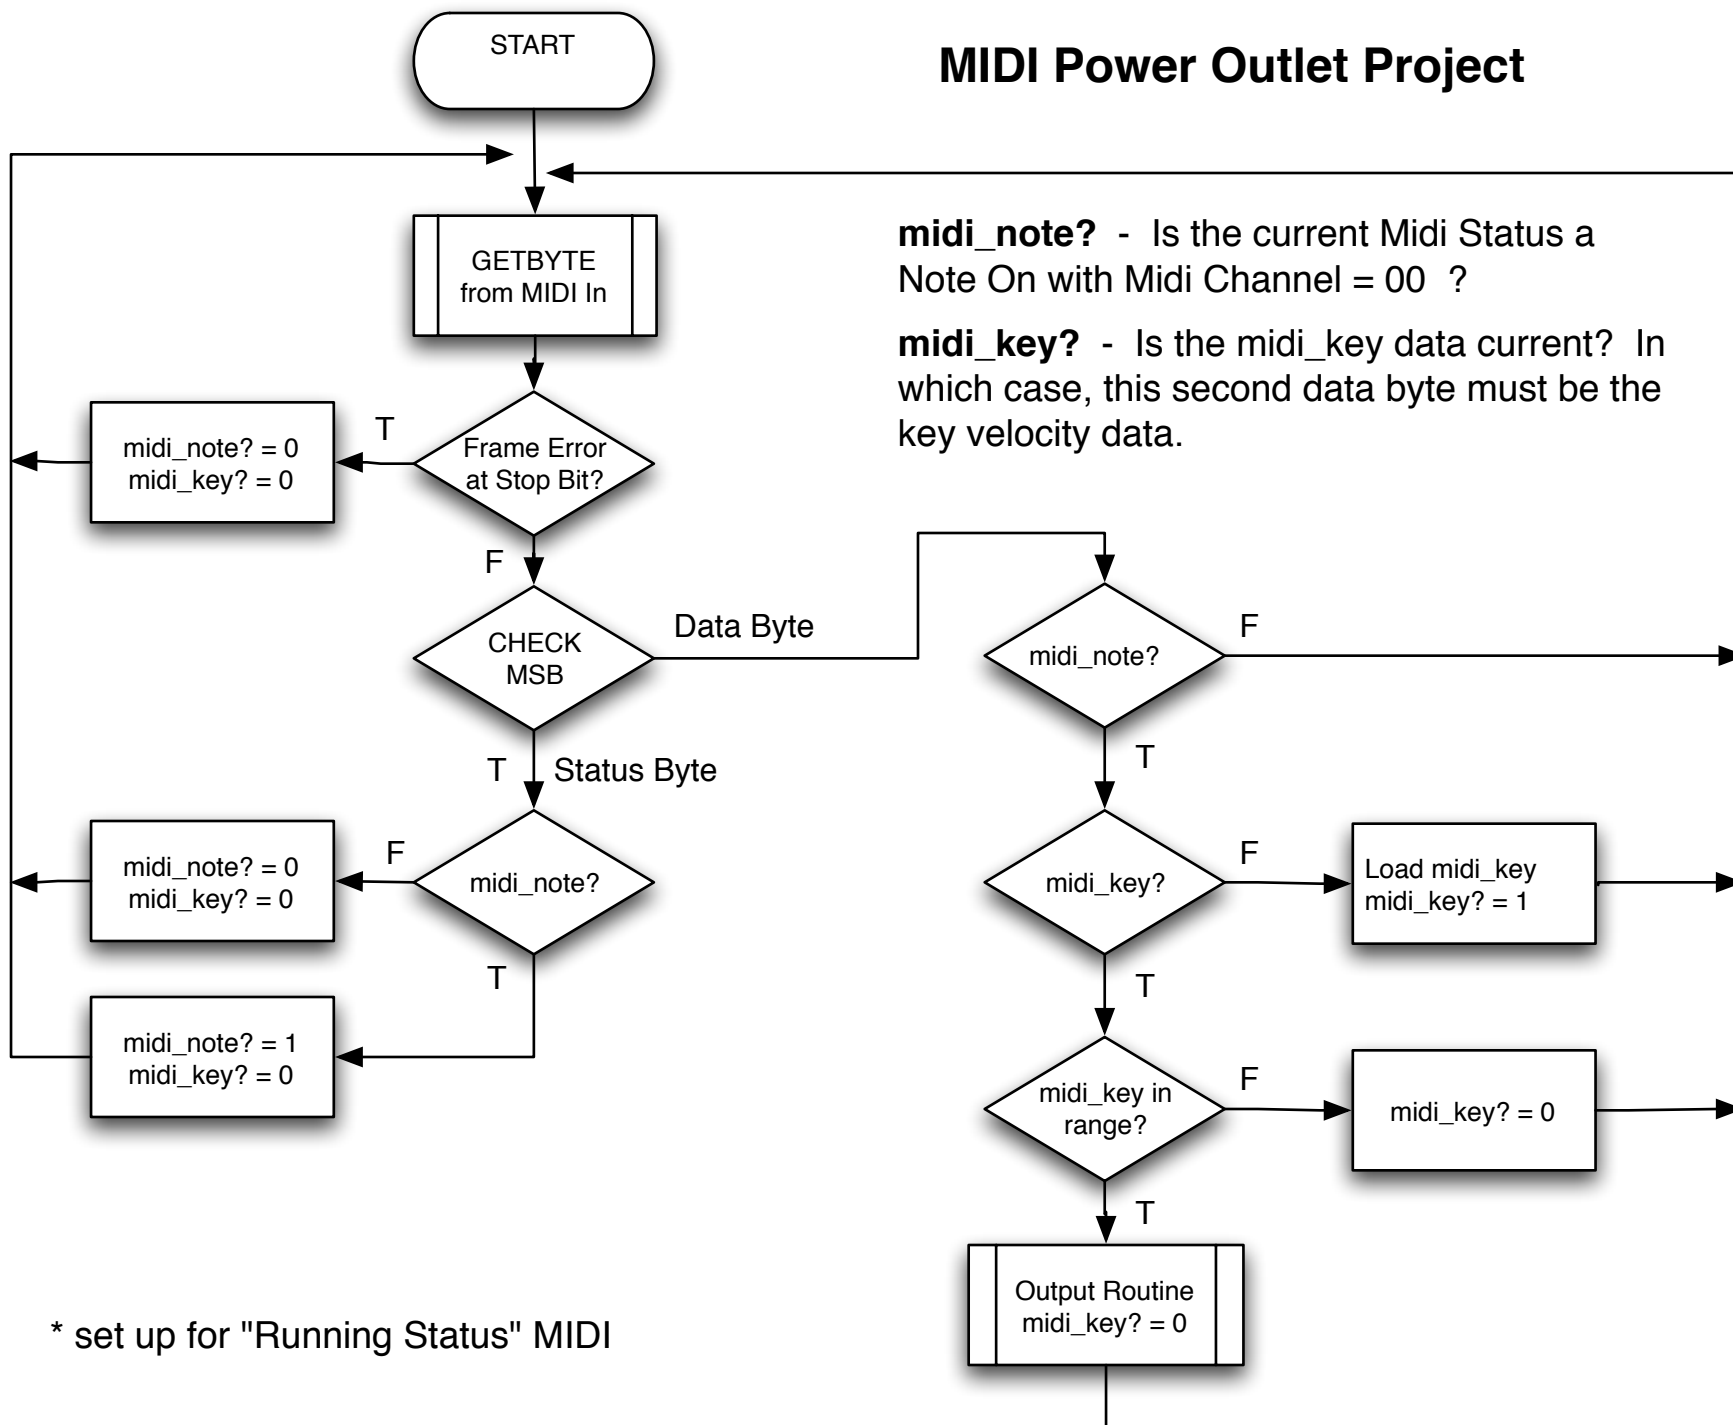 START
MIDI Power Outlet Project
GETBYTE
from MIDI In
midi_note? - Is the current Midi Status a
Note On with Midi Channel = 00 ?
midi_key? - Is the midi_key data current? In
which case, this second data byte must be the
key velocity data.
T
midi_note? = 0
midi_key? = 0
Frame Error
at Stop Bit?
F
CHECK
MSB
Data Byte
T Status Byte
midi_note?
F
midi_note? = 0
midi_key? = 0
T
midi_note? = 1
midi_key? = 0
midi_note?
F
T
midi_key?
F
Load midi_key
midi_key? = 1
T
midi_key in
range?
F
midi_key? = 0
T
Output Routine
midi_key? = 0
* set up for "Running Status" MIDI